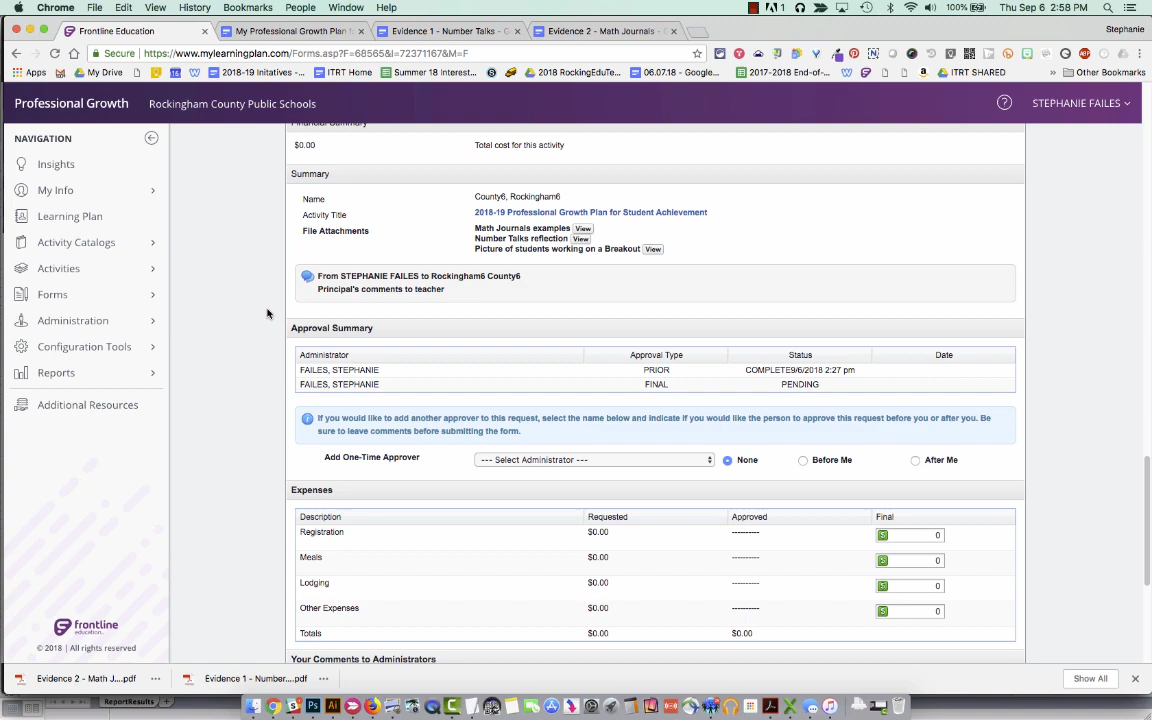 Chrome File Edit View History Bookmarks People Window Help 1 100% Thu Sep 6 2:58 PM
Frontline Education My Professional Growth Plan f Evidence 1 - Number Talks - G Evidence 2 - Math Journals - G Stephanie
Secure https://www.mylearningplan.com/Forms.asp?F=68565&I=72371167&M=F
Apps My Drive 2018-19 Initatives -... ITRT Home Summer 18 Interest... 2018 RockingEduTe... 06.07.18 - Google... 2017-2018 End-of-... ITRT SHARED » Other Bookmarks
Professional Growth Rockingham County Public Schools STEPHANIE FAILES
NAVIGATION
Insights
My Info
Learning Plan
Activity Catalogs
Activities
Forms
Administration
Configuration Tools
Reports
Additional Resources
Frontline
education
© 2018 | All rights reserved
Financial Summary
$0.00 Total cost for this activity
Summary
Name County6, Rockingham6
Activity Title 2018-19 Professional Growth Plan for Student Achievement
File Attachments Math Journals examples View
Number Talks reflection View
Picture of students working on a Breakout View
From STEPHANIE FAILES to Rockingham6 County6
Principal's comments to teacher
Approval Summary
Administrator Approval Type Status Date
FAILES, STEPHANIE PRIOR COMPLETE9/6/2018 2:27 pm
FAILES, STEPHANIE FINAL PENDING
If you would like to add another approver to this request, select the name below and indicate if you would like the person to approve this request before you or after you. Be
sure to leave comments before submitting the form.
Add One-Time Approver --- Select Administrator --- None Before Me After Me
Expenses
Description Requested Approved Final
Registration $0.00 ---------- 0
Meals $0.00 ---------- 0
Lodging $0.00 ---------- 0
Other Expenses $0.00 ---------- 0
Totals $0.00 $0.00
Your Comments to Administrators
Evidence 2 - Math J....pdf Evidence 1 - Number....pdf Show All
ReportResults